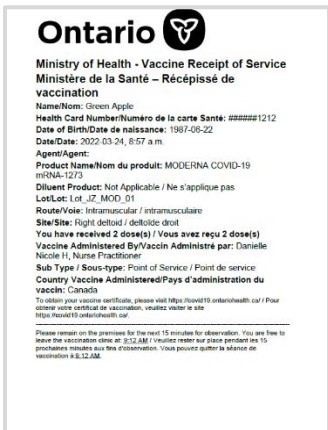 Ontario
Ministry of Health - Vaccine Receipt of Service
Ministère de la Santé – Récépissé de
vaccination
Name/Nom: Green Apple
Health Card Number/Numéro de la carte Santé: ######1212
Date of Birth/Date de naissance: 1987-06-22
Date/Date: 2022-03-24, 8:57 a.m.
Agent/Agent:
Product Name/Nom du produit: MODERNA COVID-19
mRNA-1273
Diluent Product: Not Applicable / Ne s'applique pas
Lot/Lot: Lot_JZ_MOD_01
Route/Voie: Intramuscular / intramusculaire
Site/Site: Right deltoid / deltoïde droit
You have received 2 dose(s) / Vous avez reçu 2 dose(s)
Vaccine Administered By/Vaccin Administré par: Danielle
Nicole H, Nurse Practitioner
Sub Type / Sous-type: Point of Service / Point de service
Country Vaccine Administered/Pays d'administration du
vaccin: Canada
To obtain your vaccine certificate, please visit https://covid19.ontariohealth.ca/ / Pour
obtenir votre certificat de vaccination, veuillez visiter le site
https://covid19.ontariohealth.ca/.
Please remain on the premises for the next 15 minutes for observation. You are free to
leave the vaccination clinic at: 9:12 AM / Veuillez rester sur place pendant les 15
prochaines minutes aux fins d'observation. Vous pouvez quitter la séance de
vaccination à 9:12 AM.